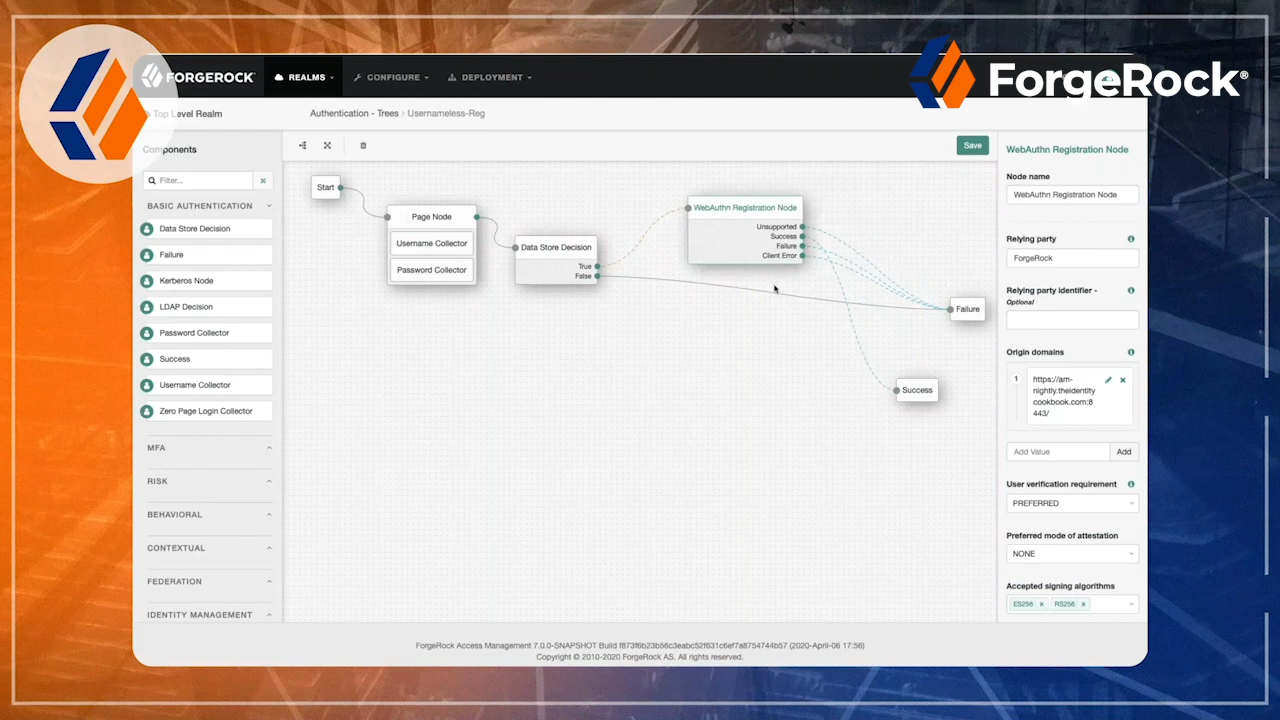 FORGEROCK
REALMS
CONFIGURE
DEPLOYMENT
ForgeRock®
Top Level Realm
Authentication - Trees / Usernameless-Reg
Components
Save
Filter...
BASIC AUTHENTICATION
Data Store Decision
Failure
Kerberos Node
LDAP Decision
Password Collector
Success
Username Collector
Zero Page Login Collector
MFA
RISK
BEHAVIORAL
CONTEXTUAL
FEDERATION
IDENTITY MANAGEMENT
Start
Page Node
Username Collector
Password Collector
Data Store Decision
True
False
WebAuthn Registration Node
Unsupported
Success
Failure
Client Error
Failure
Success
WebAuthn Registration Node
Node name
WebAuthn Registration Node
Relying party
ForgeRock
Relying party identifier -
Optional
Origin domains
1
https://am-
nightly.theidentity
cookbook.com:8
443/
Add Value
Add
User verification requirement
PREFERRED
Preferred mode of attestation
NONE
Accepted signing algorithms
ES256 × RS256 ×
ForgeRock Access Management 7.0.0-SNAPSHOT Build f873f6b23b56c3eabc52f631c6ef7a8754744b57 (2020-April-06 17:56)
Copyright © 2010-2020 ForgeRock AS. All rights reserved.